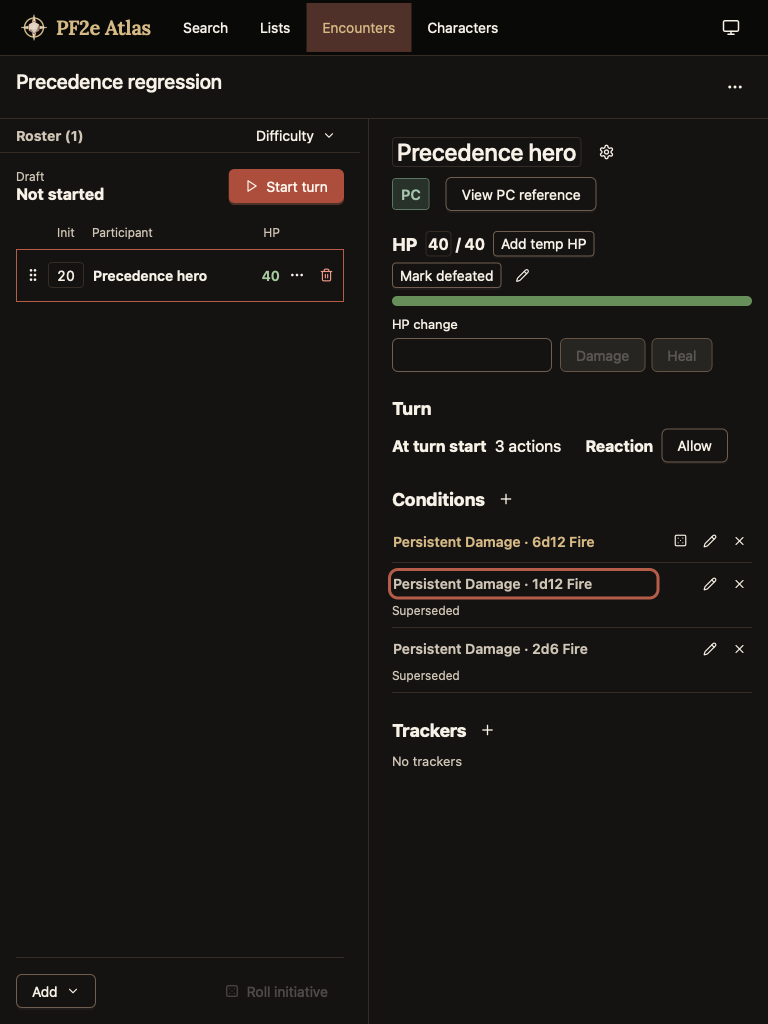 PF2e Atlas Search Lists Encounters Characters
Precedence regression
Roster (1) Difficulty
Draft
Not started
Start turn
Init Participant HP
20 Precedence hero 40
Add
Roll initiative
Precedence hero
PC View PC reference
HP 40 / 40 Add temp HP
Mark defeated
HP change
Damage Heal
Turn
At turn start 3 actions Reaction Allow
Conditions
Persistent Damage · 6d12 Fire
Persistent Damage · 1d12 Fire
Superseded
Persistent Damage · 2d6 Fire
Superseded
Trackers
No trackers